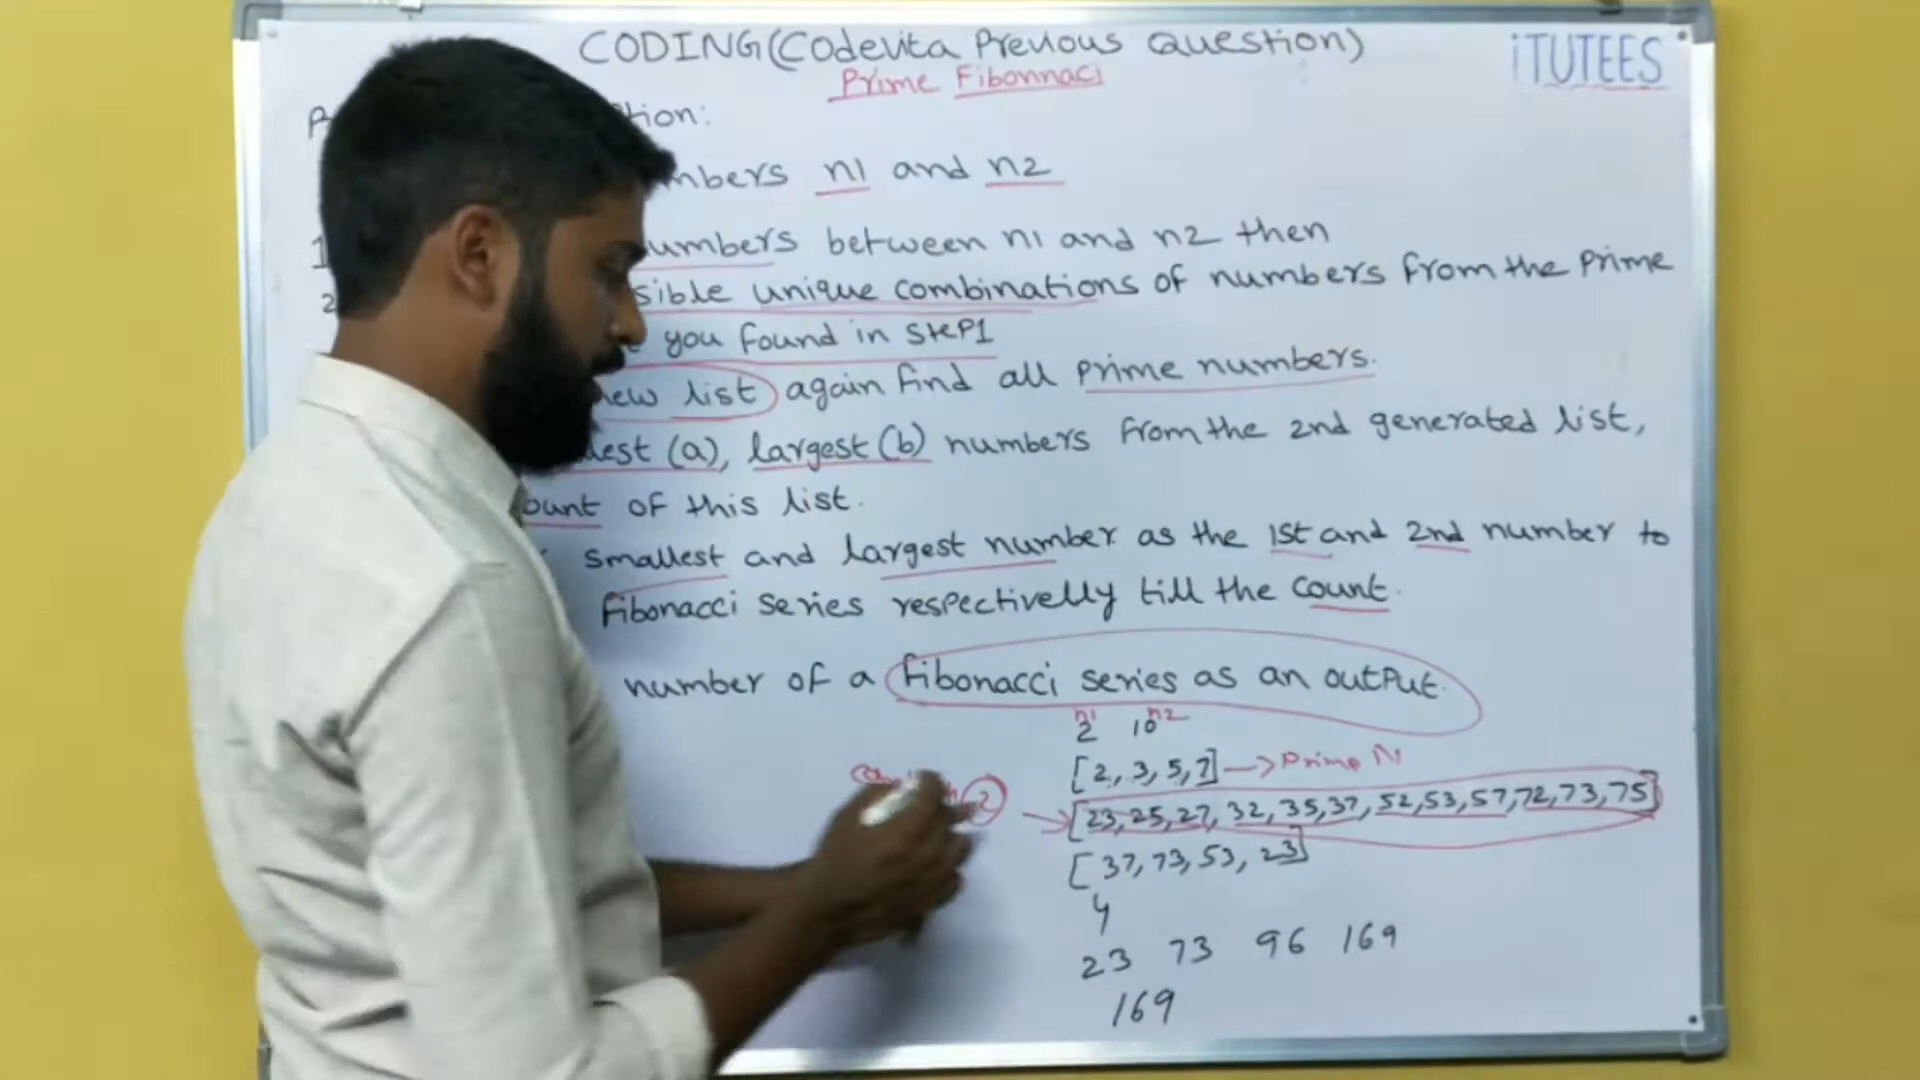 CODING(Codevita Previous Question)
iTUTEES
Prime Fibonnaci
tion:
mbers n1 and n2
umbers between n1 and n2 then
sible unique combinations of numbers from the prime
you found in step1
new list again find all prime numbers.
lest (a), largest (b) numbers from the 2nd generated list,
ount of this list.
smallest and largest number as the 1st and 2nd number to
fibonacci series respectivelly till the count.
number of a fibonacci series as an output.
n1 n2
2 10
[2, 3, 5, 7] -> Prime N
2
[23, 25, 27, 32, 35, 37, 52, 53, 57, 72, 73, 75]
[37, 73, 53, 23]
4
23 73 96 169
169